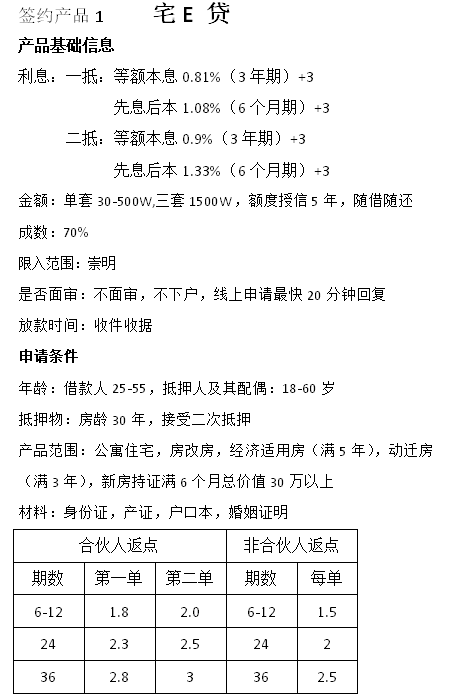 签约产品 1 宅 E 贷
产品基础信息
利息：一抵：等额本息 0.81%（3 年期）+3
先息后本 1.08%（6 个月期）+3
二抵：等额本息 0.9%（3 年期）+3
先息后本 1.33%（6 个月期）+3
金额：单套 30-500W,三套 1500W，额度授信 5 年，随借随还
成数：70%
限入范围：崇明
是否面审：不面审，不下户，线上申请最快 20 分钟回复
放款时间：收件收据
申请条件
年龄：借款人 25-55，抵押人及其配偶：18-60 岁
抵押物：房龄 30 年，接受二次抵押
产品范围：公寓住宅，房改房，经济适用房（满 5 年），动迁房
（满 3 年），新房持证满 6 个月总价值 30 万以上
材料：身份证，产证，户口本，婚姻证明
合伙人返点 非合伙人返点
期数 第一单 第二单 期数 每单
6-12 1.8 2.0 6-12 1.5
24 2.3 2.5 24 2
36 2.8 3 36 2.5